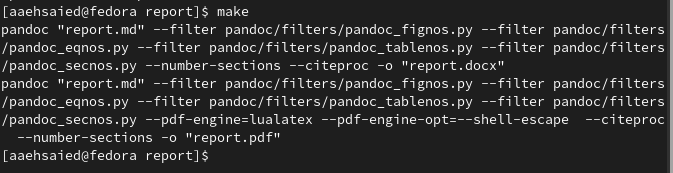 [aaehsaied@fedora report]$ make
pandoc "report.md" --filter pandoc/filters/pandoc_fignos.py --filter pandoc/filters
/pandoc_eqnos.py --filter pandoc/filters/pandoc_tablenos.py --filter pandoc/filters
/pandoc_secnos.py --number-sections --citeproc -o "report.docx"
pandoc "report.md" --filter pandoc/filters/pandoc_fignos.py --filter pandoc/filters
/pandoc_eqnos.py --filter pandoc/filters/pandoc_tablenos.py --filter pandoc/filters
/pandoc_secnos.py --pdf-engine=lualatex --pdf-engine-opt=--shell-escape  --citeproc
  --number-sections -o "report.pdf"
[aaehsaied@fedora report]$